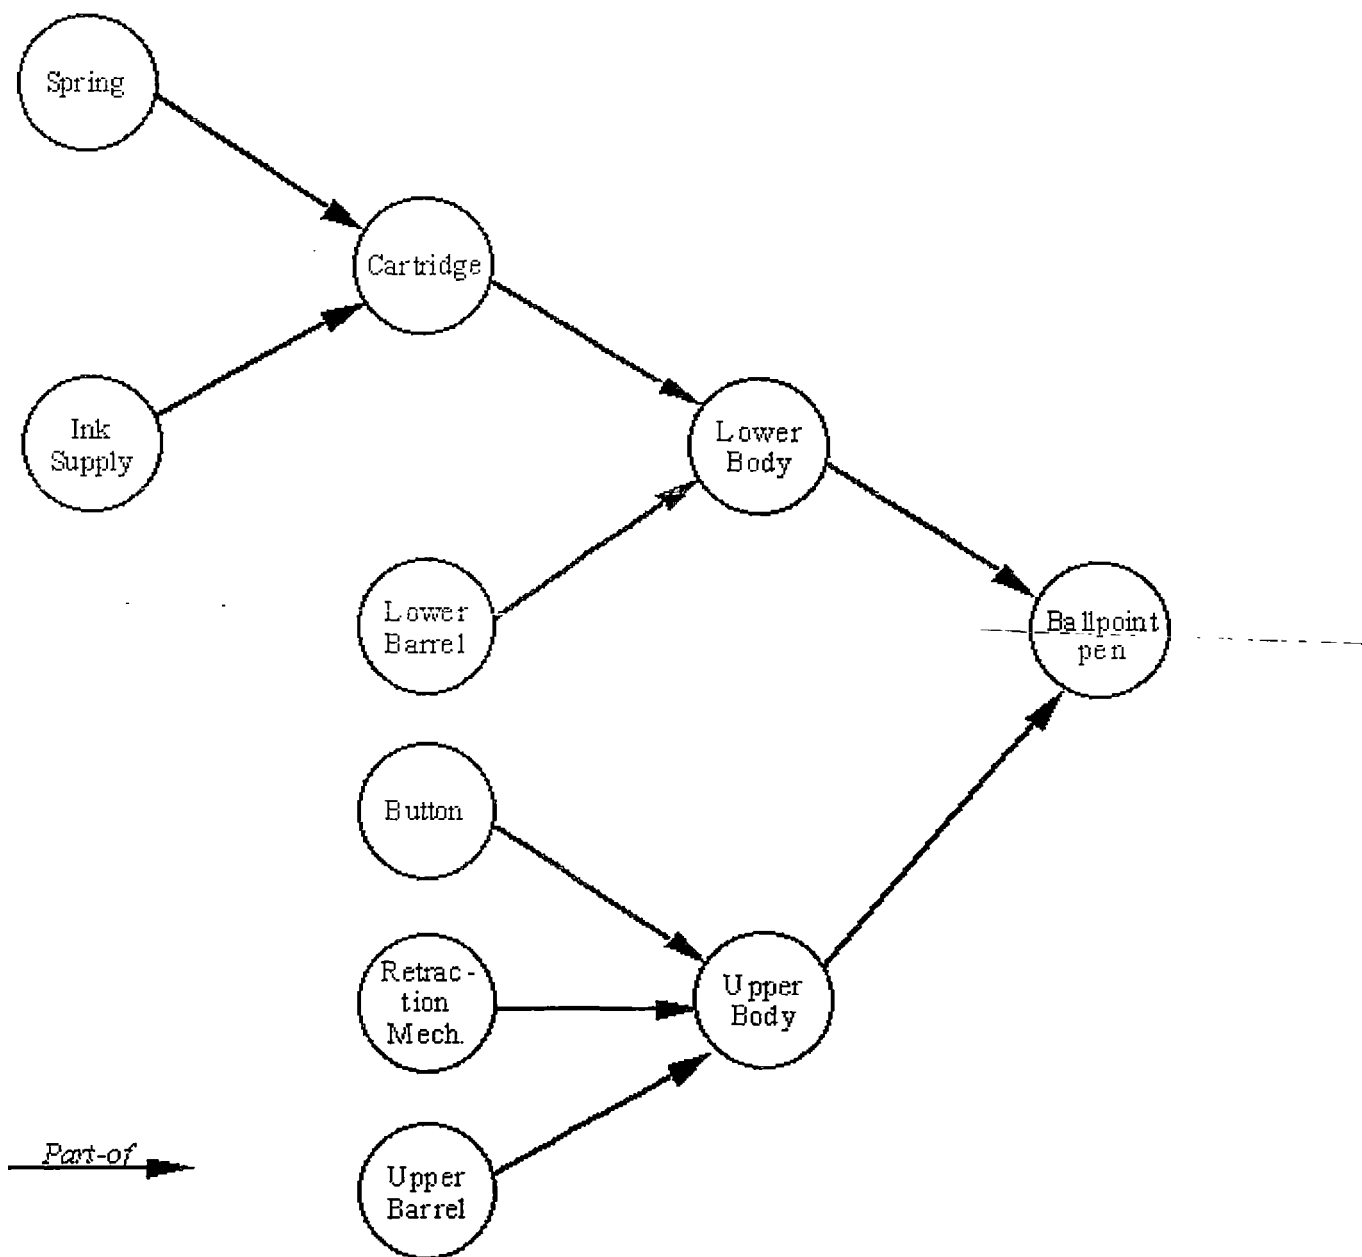 Spring
Cartridge
Ink
Supply
Lower
Body
Lower
Barrel
Ballpoint
pen
Button
Retrac-
tion
Mech.
Upper
Body
Part-of
Upper
Barrel